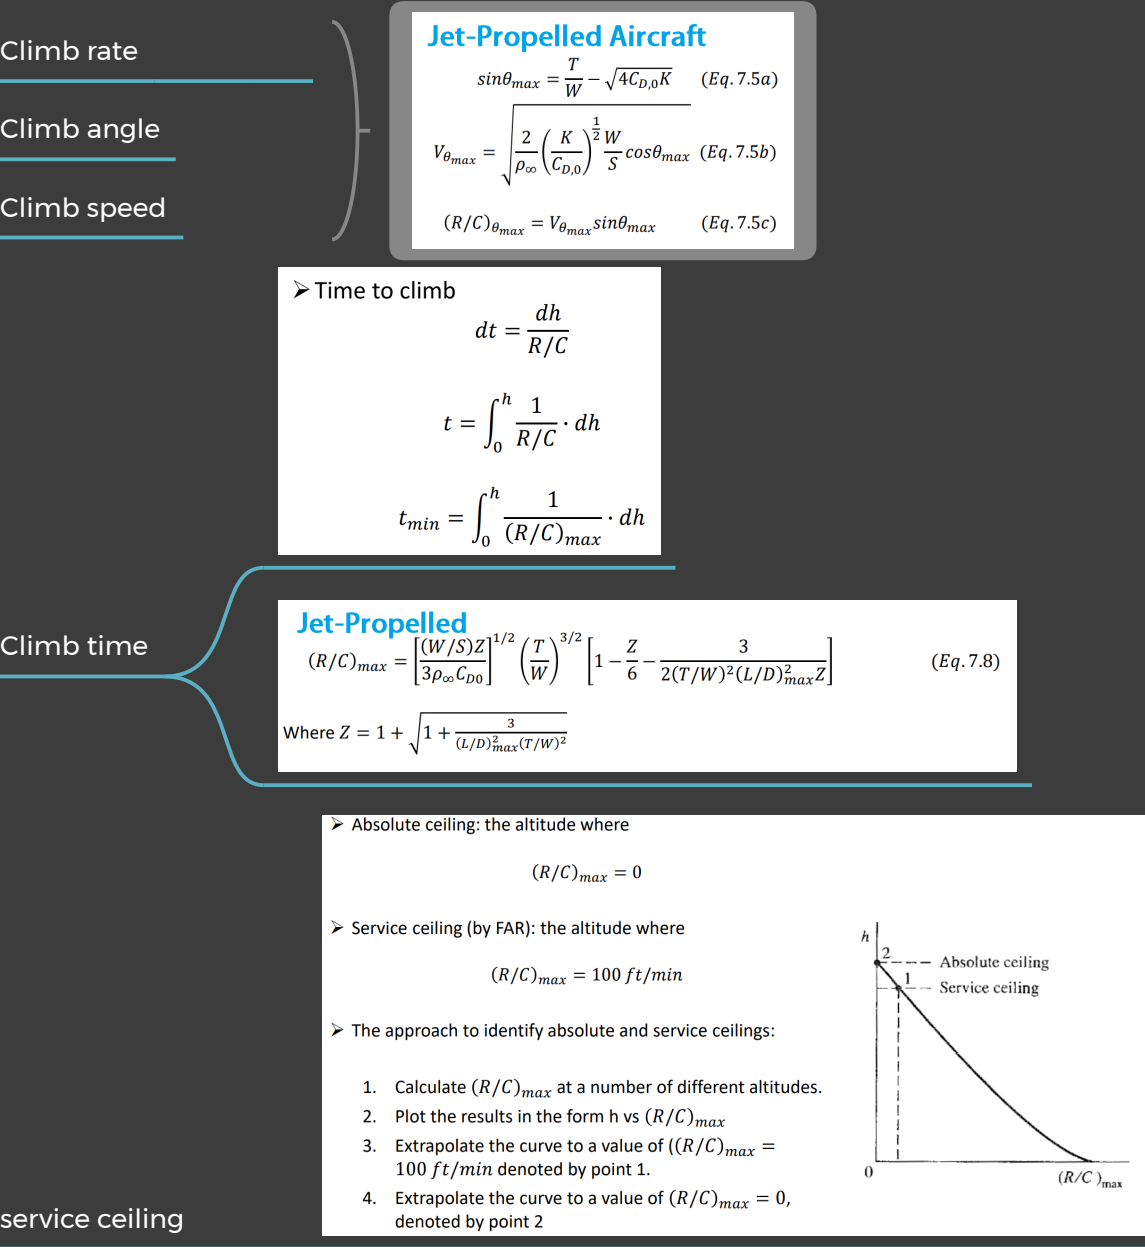 Climb rate
Climb angle
Climb speed
Jet-Propelled Aircraft
sinθ_max = T/W − √(4C_D,0K) (Eq. 7.5a)
V_θmax = √(2/ρ∞ (K/C_D,0)^(1/2) W/S cosθ_max) (Eq. 7.5b)
(R/C)_θmax = V_θmax sinθ_max (Eq. 7.5c)
➢ Time to climb
dt = dh/(R/C)
t = ∫_0^h 1/(R/C) · dh
t_min = ∫_0^h 1/(R/C)_max · dh
Climb time
Jet-Propelled
(R/C)_max = [(W/S)Z/(3ρ∞C_D0)]^(1/2) (T/W)^(3/2) [1 − Z/6 − 3/(2(T/W)²(L/D)²_max Z)] (Eq. 7.8)
Where Z = 1 + √(1 + 3/((L/D)²_max(T/W)²))
➢ Absolute ceiling: the altitude where
(R/C)_max = 0
➢ Service ceiling (by FAR): the altitude where
(R/C)_max = 100 ft/min
➢ The approach to identify absolute and service ceilings:
1. Calculate (R/C)_max at a number of different altitudes.
2. Plot the results in the form h vs (R/C)_max
3. Extrapolate the curve to a value of ((R/C)_max =
100 ft/min denoted by point 1.
4. Extrapolate the curve to a value of (R/C)_max = 0,
denoted by point 2
h
2
Absolute ceiling
1
Service ceiling
0
(R/C)_max
service ceiling